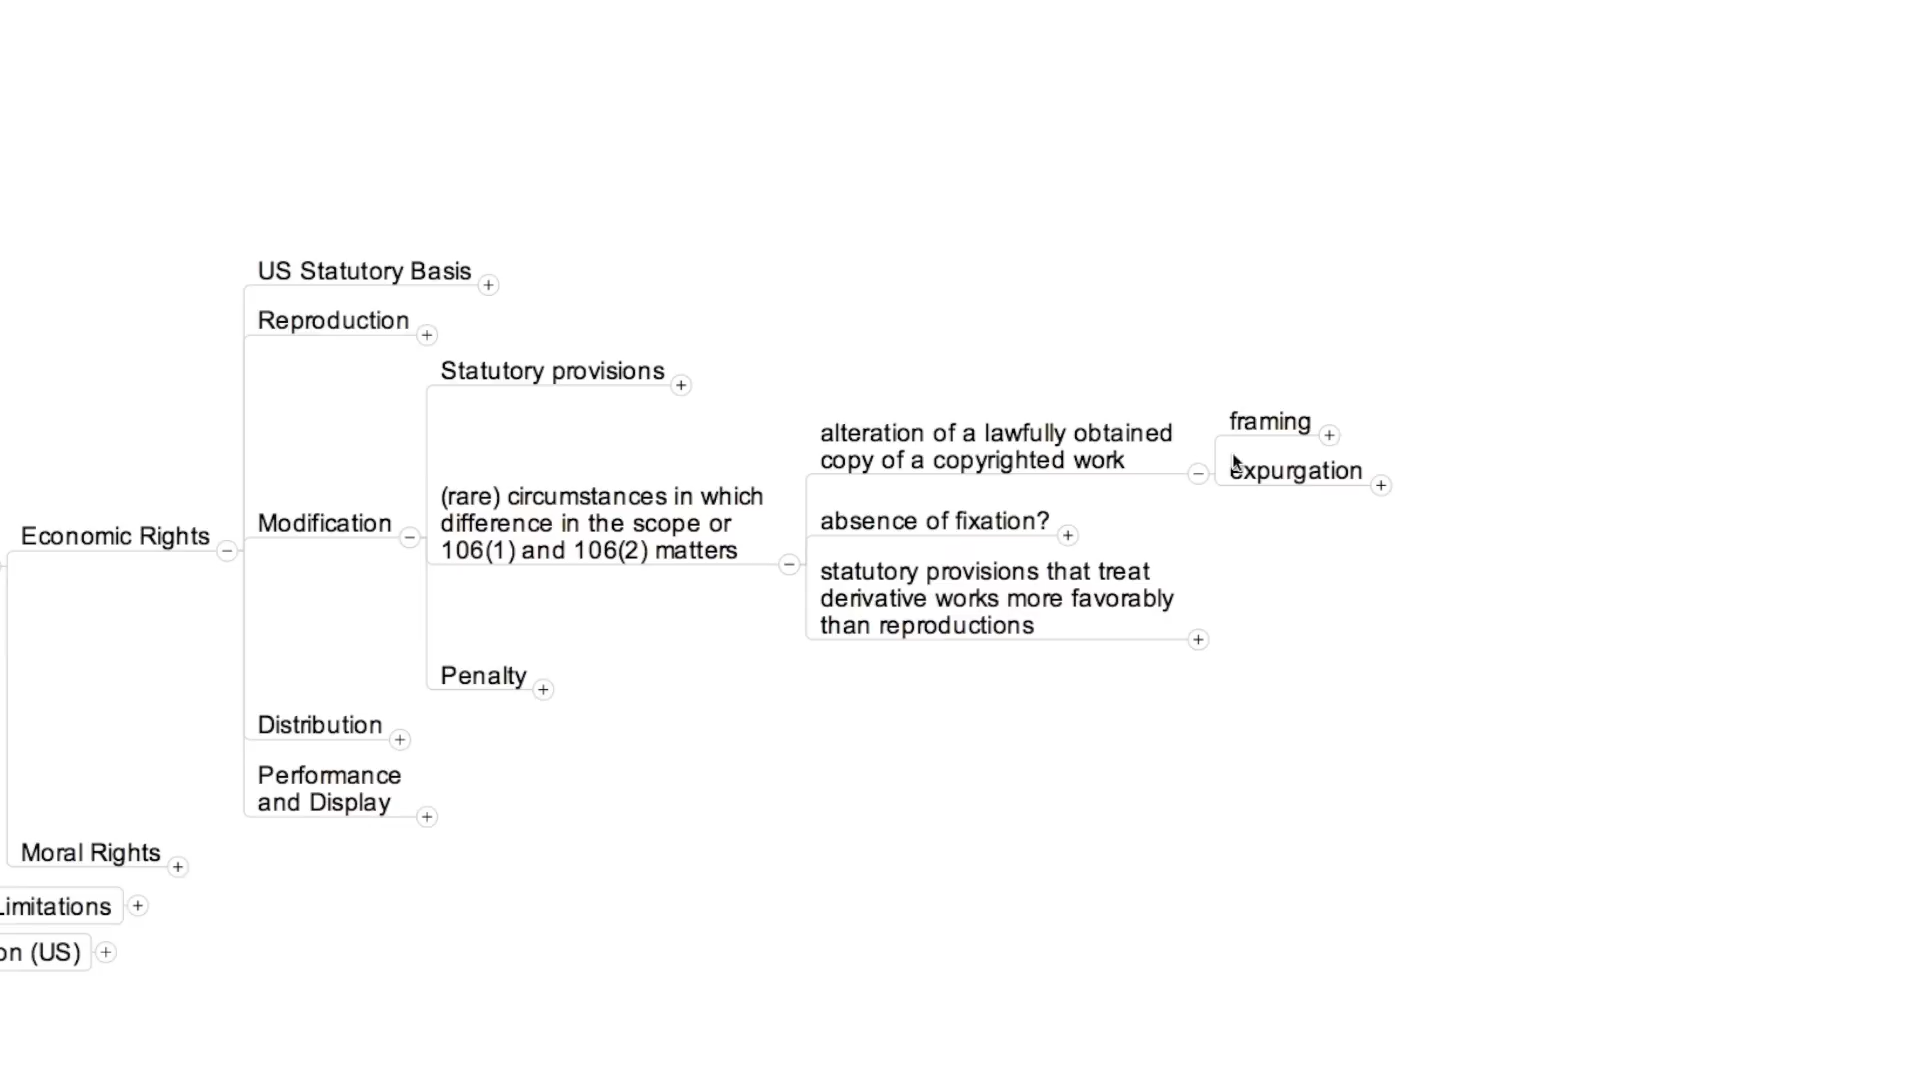 US Statutory Basis
Reproduction
Statutory provisions
framing
alteration of a lawfully obtained
copy of a copyrighted work
expurgation
(rare) circumstances in which
difference in the scope or
106(1) and 106(2) matters
absence of fixation?
Modification
Economic Rights
statutory provisions that treat
derivative works more favorably
than reproductions
Penalty
Distribution
Performance
and Display
Moral Rights
Limitations
on (US)